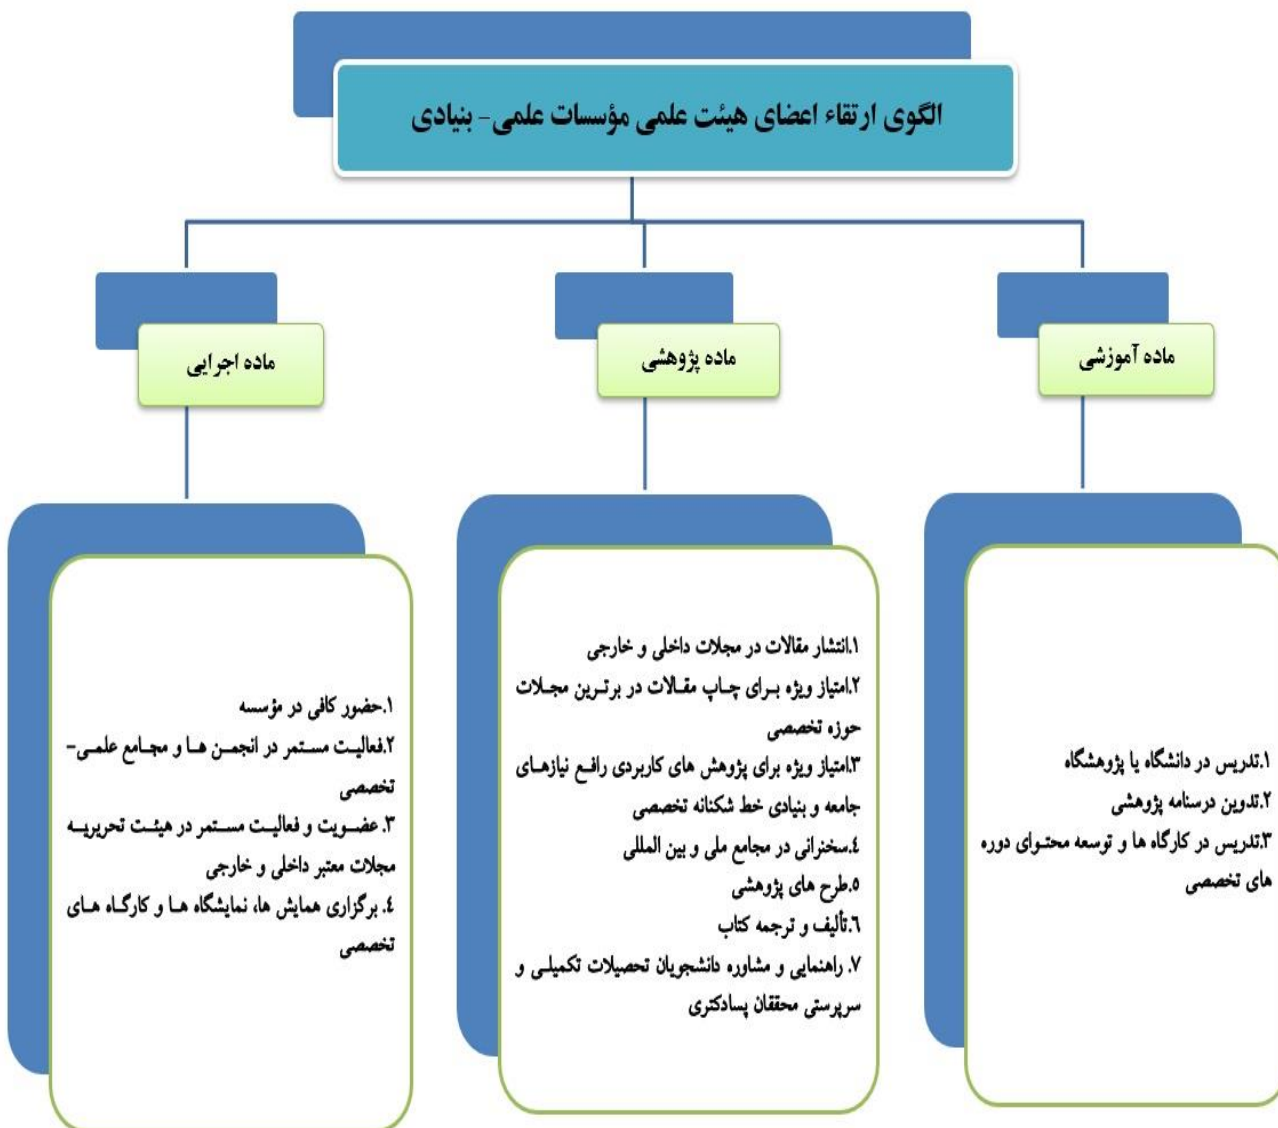 الگوی ارتقاء اعضای هیئت علمی مؤسسات علمی- بنیادی
ماده آموزشی
ماده پژوهشی
ماده اجرایی
۱.تدریس در دانشگاه یا پژوهشگاه
۲.تدوین درسنامه پژوهشی
۳.تدریس در کارگاه ها و توسعه محتوای دوره
های تخصصی
۱.انتشار مقالات در مجلات داخلی و خارجی
۲.امتیاز ویژه برای چاپ مقالات در برترین مجلات
حوزه تخصصی
۳.امتیاز ویژه برای پژوهش های کاربردی رافع نیازهای
جامعه و بنیادی خط شکنانه تخصصی
٤.سخنرانی در مجامع ملی و بین المللی
۵.طرح های پژوهشی
٦.تألیف و ترجمه کتاب
۷. راهنمایی و مشاوره دانشجویان تحصیلات تکمیلی و
سرپرستی محققان پسادکتری
۱.حضور کافی در مؤسسه
۲.فعالیت مستمر در انجمن ها و مجامع علمی-
تخصصی
۳. عضویت و فعالیت مستمر در هیئت تحریریه
مجلات معتبر داخلی و خارجی
٤. برگزاری همایش ها، نمایشگاه ها و کارگاه های
تخصصی